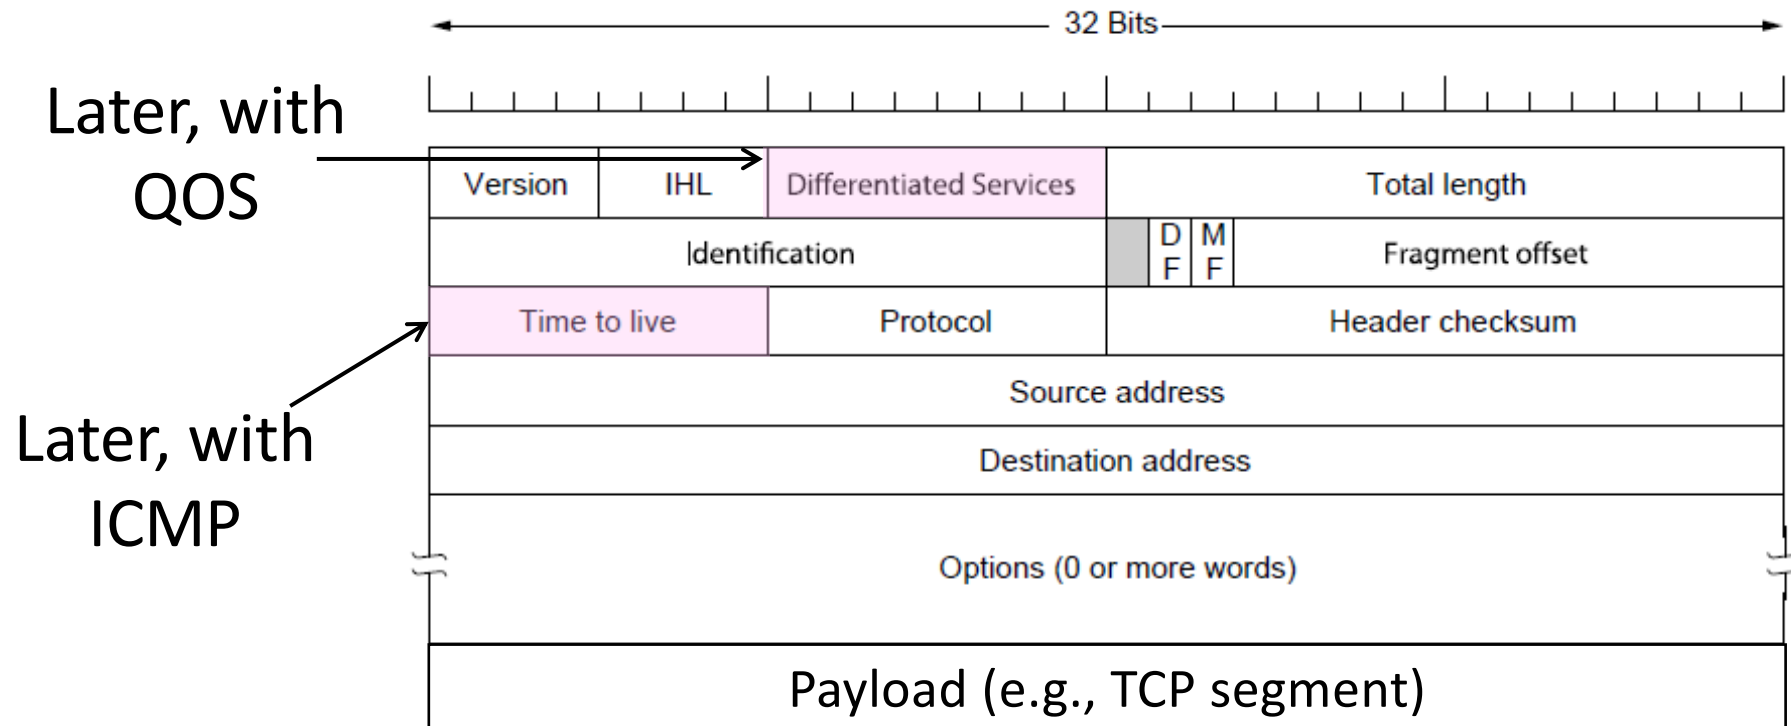 32 Bits
Later, with
QOS
Version IHL Differentiated Services Total length
Identification D M Fragment offset
F F
Time to live Protocol Header checksum
Source address
Later, with
ICMP
Destination address
Options (0 or more words)
Payload (e.g., TCP segment)